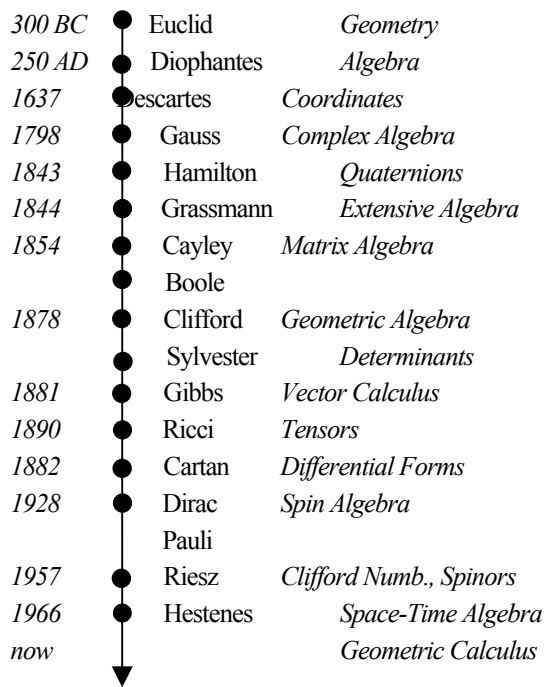 300 BC Euclid Geometry
250 AD Diophantes Algebra
1637 Descartes Coordinates
1798 Gauss Complex Algebra
1843 Hamilton Quaternions
1844 Grassmann Extensive Algebra
1854 Cayley Matrix Algebra
Boole
1878 Clifford Geometric Algebra
Sylvester Determinants
1881 Gibbs Vector Calculus
1890 Ricci Tensors
1882 Cartan Differential Forms
1928 Dirac Spin Algebra
Pauli
1957 Riesz Clifford Numb., Spinors
1966 Hestenes Space-Time Algebra
now Geometric Calculus